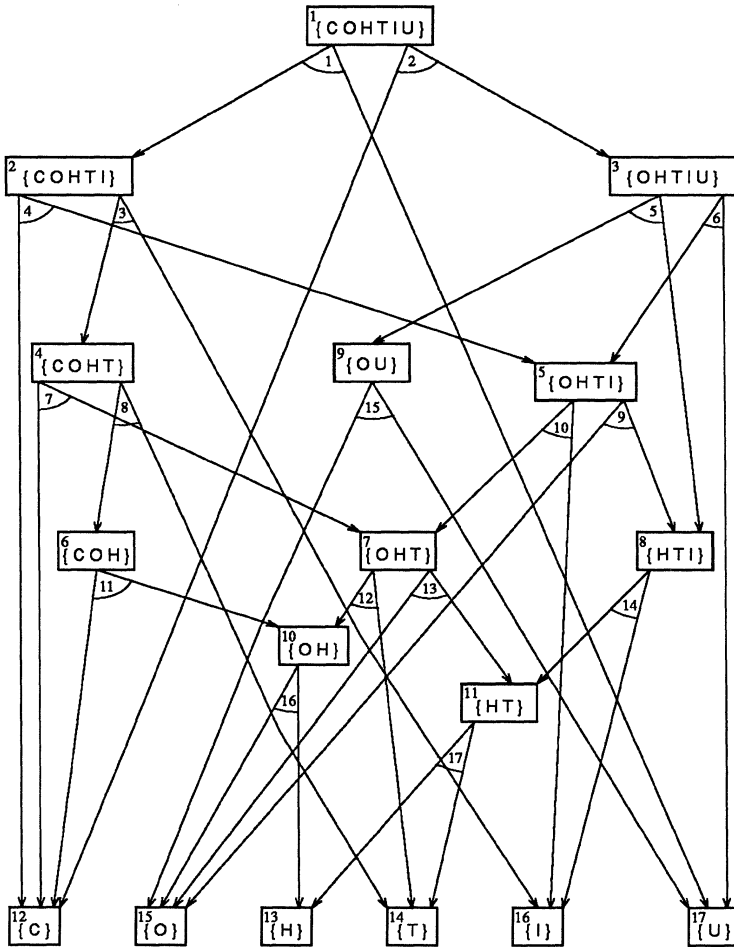 1 {COHTIU}
1 2
2 {COHTI} 3 {OHTIU}
4 3 5 6
4 {COHT} 9 {OU} 5 {OHTI}
7 8 15 10 9
6 {COH} 7 {OHT} 8 {HTI}
11 12 13 14
10 {OH}
11 {HT}
16 17
12 {C} 15 {O} 13 {H} 14 {T} 16 {I} 17 {U}